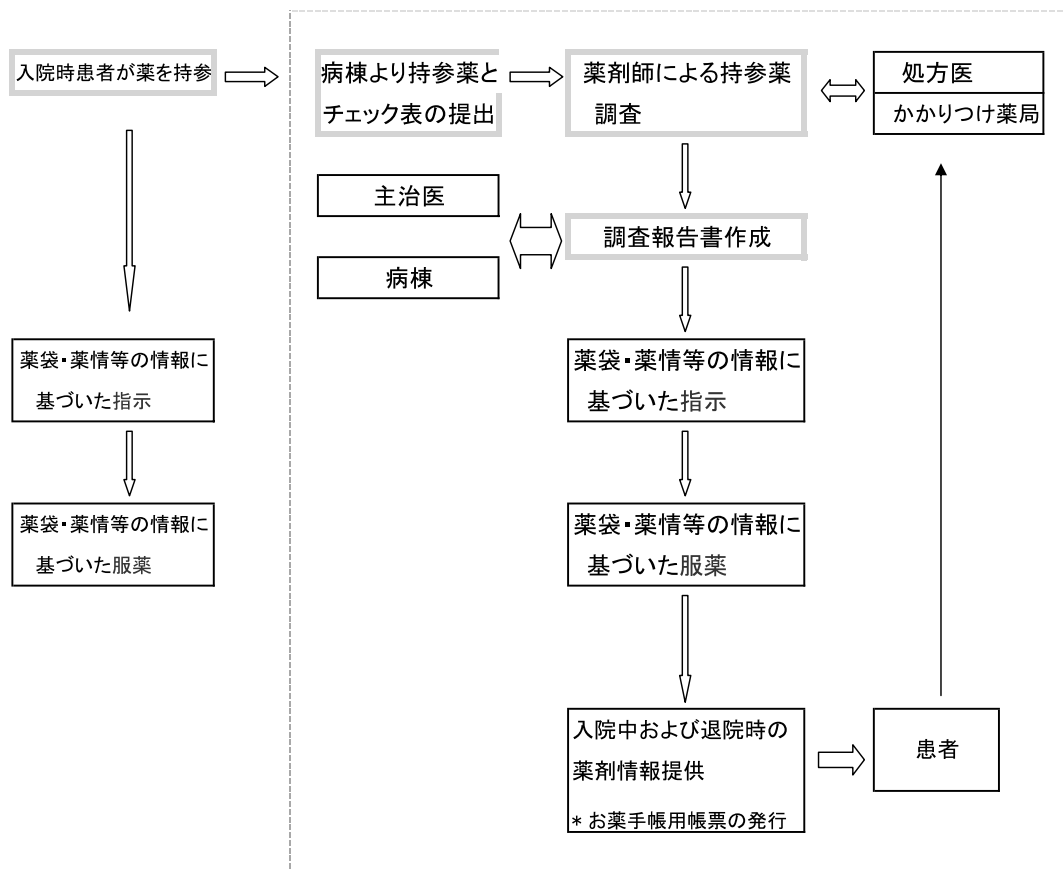 入院時患者が薬を持参
薬袋・薬情等の情報に
基づいた指示
薬袋・薬情等の情報に
基づいた服薬
病棟より持参薬と
チェック表の提出
薬剤師による持参薬
調査
処方医
かかりつけ薬局
主治医
病棟
調査報告書作成
薬袋・薬情等の情報に
基づいた指示
薬袋・薬情等の情報に
基づいた服薬
入院中および退院時の
薬剤情報提供
＊お薬手帳用帳票の発行
患者